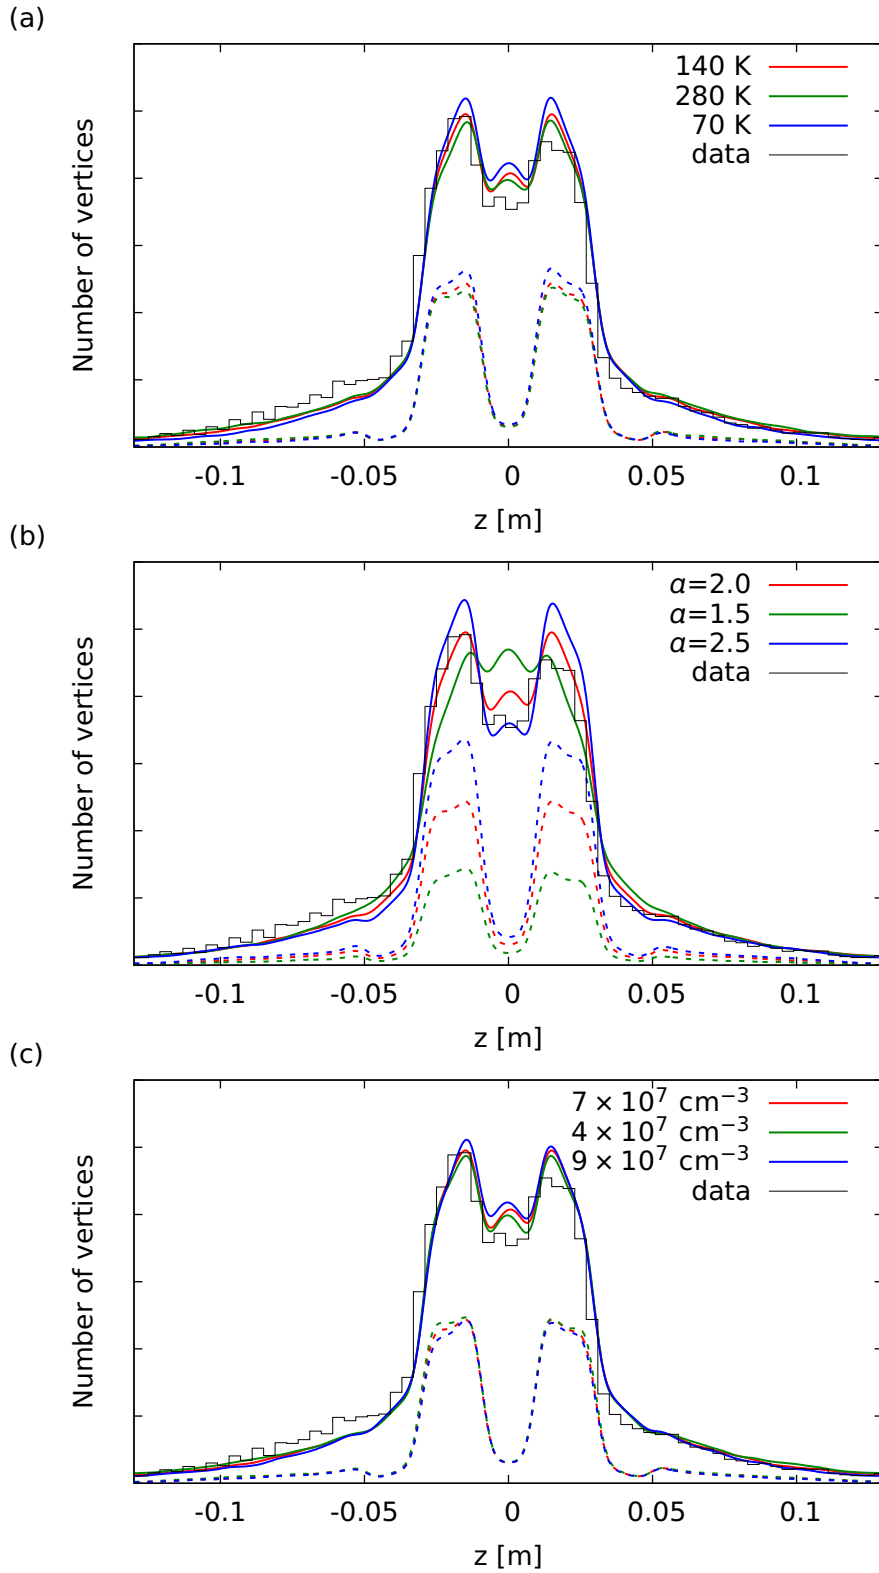 (a)
140 K
280 K
70 K
data
Number of vertices
-0.1 -0.05 0 0.05 0.1
z [m]
(b)
α=2.0
α=1.5
α=2.5
data
Number of vertices
-0.1 -0.05 0 0.05 0.1
z [m]
(c)
7 × 10⁷ cm⁻³
4 × 10⁷ cm⁻³
9 × 10⁷ cm⁻³
data
Number of vertices
-0.1 -0.05 0 0.05 0.1
z [m]